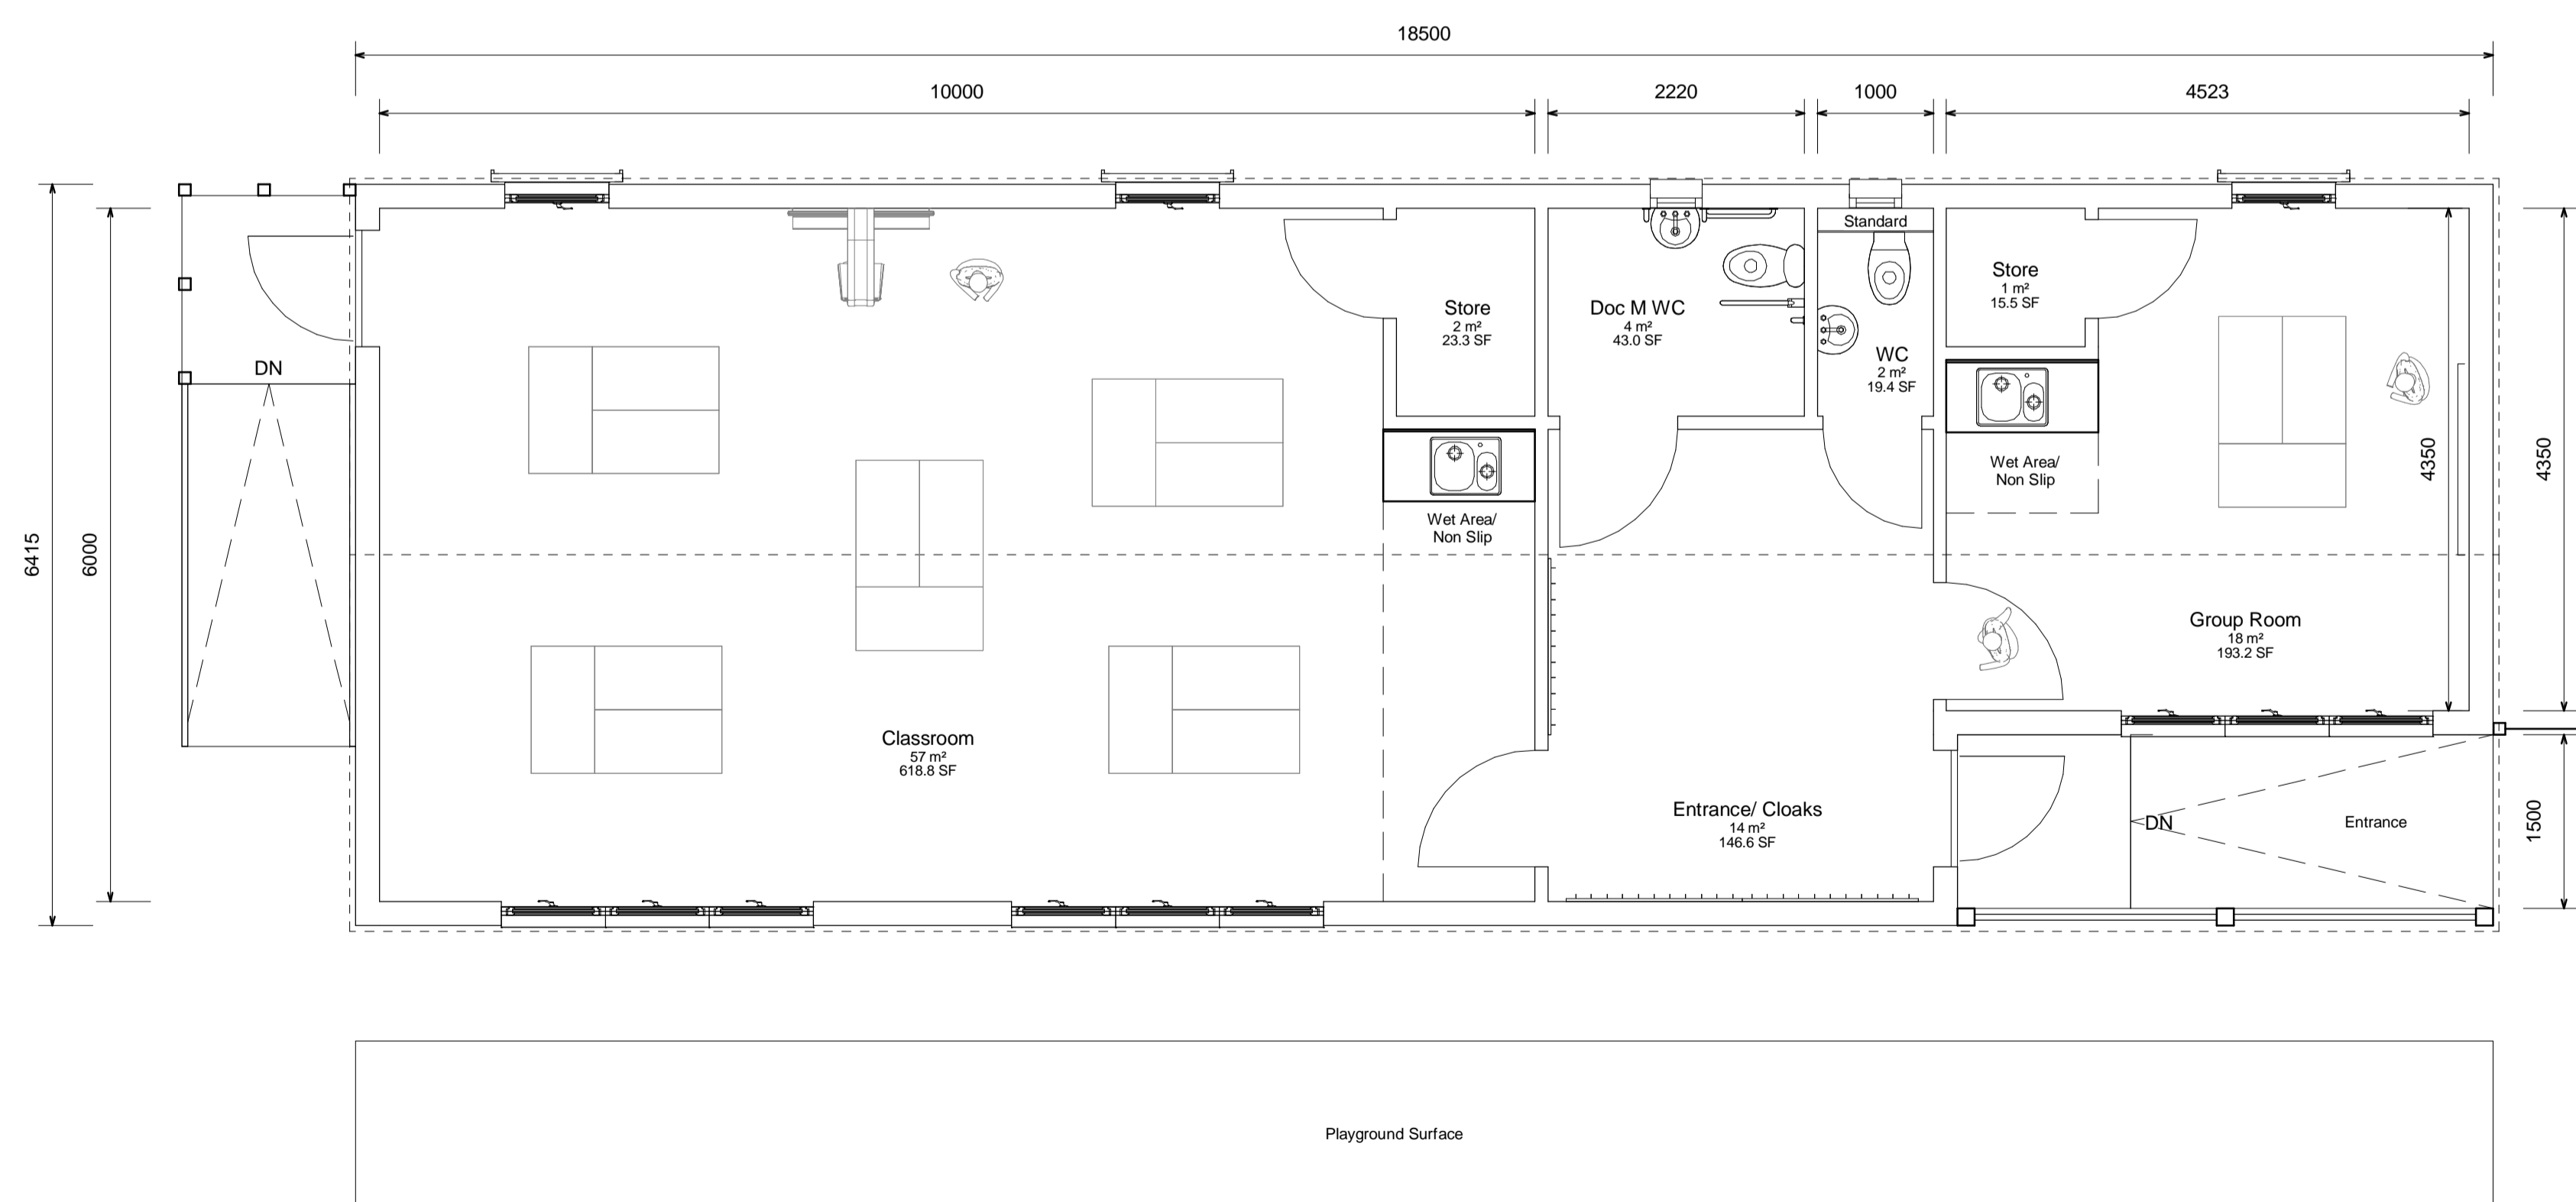 18500
10000
2220
1000
4523
Standard
Store
1 m²
15.5 SF
Store
2 m²
23.3 SF
Doc M WC
4 m²
43.0 SF
WC
2 m²
19.4 SF
DN
4350
4350
Wet Area/
Non Slip
Wet Area/
Non Slip
6415
6000
Group Room
18 m²
193.2 SF
Classroom
57 m²
618.8 SF
Entrance/ Cloaks
14 m²
146.6 SF
DN
Entrance
1500
Playground Surface